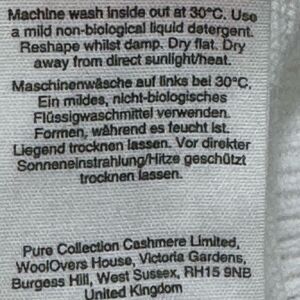 Machine wash inside out at 30°C. Use
a mild non-biological liquid detergent.
Reshape whilst damp. Dry flat. Dry
away from direct sunlight/heat.
Maschinenwäsche auf links bei 30°C.
Ein mildes, nicht-biologisches
Flüssigwaschmittel verwenden.
Formen, während es feucht ist.
Liegend trocknen lassen. Vor direkter
Sonneneinstrahlung/Hitze geschützt
trocknen lassen.
Pure Collection Cashmere Limited,
WoolOvers House, Victoria Gardens,
Burgess Hill, West Sussex, RH15 9NB
United Kingdom